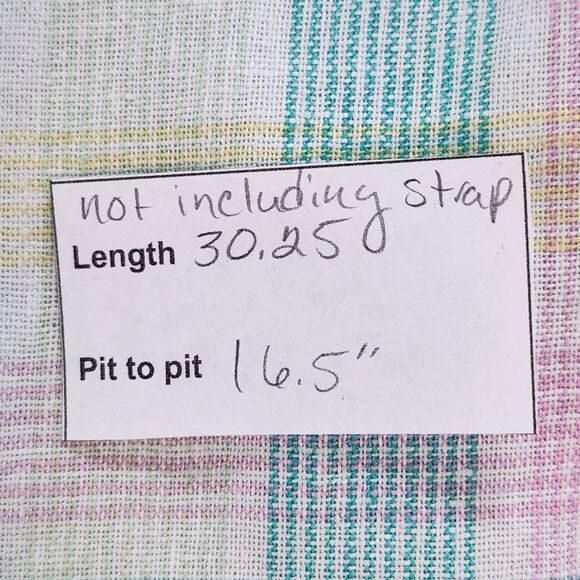 not including strap
Length 30.25
Pit to pit 16.5"